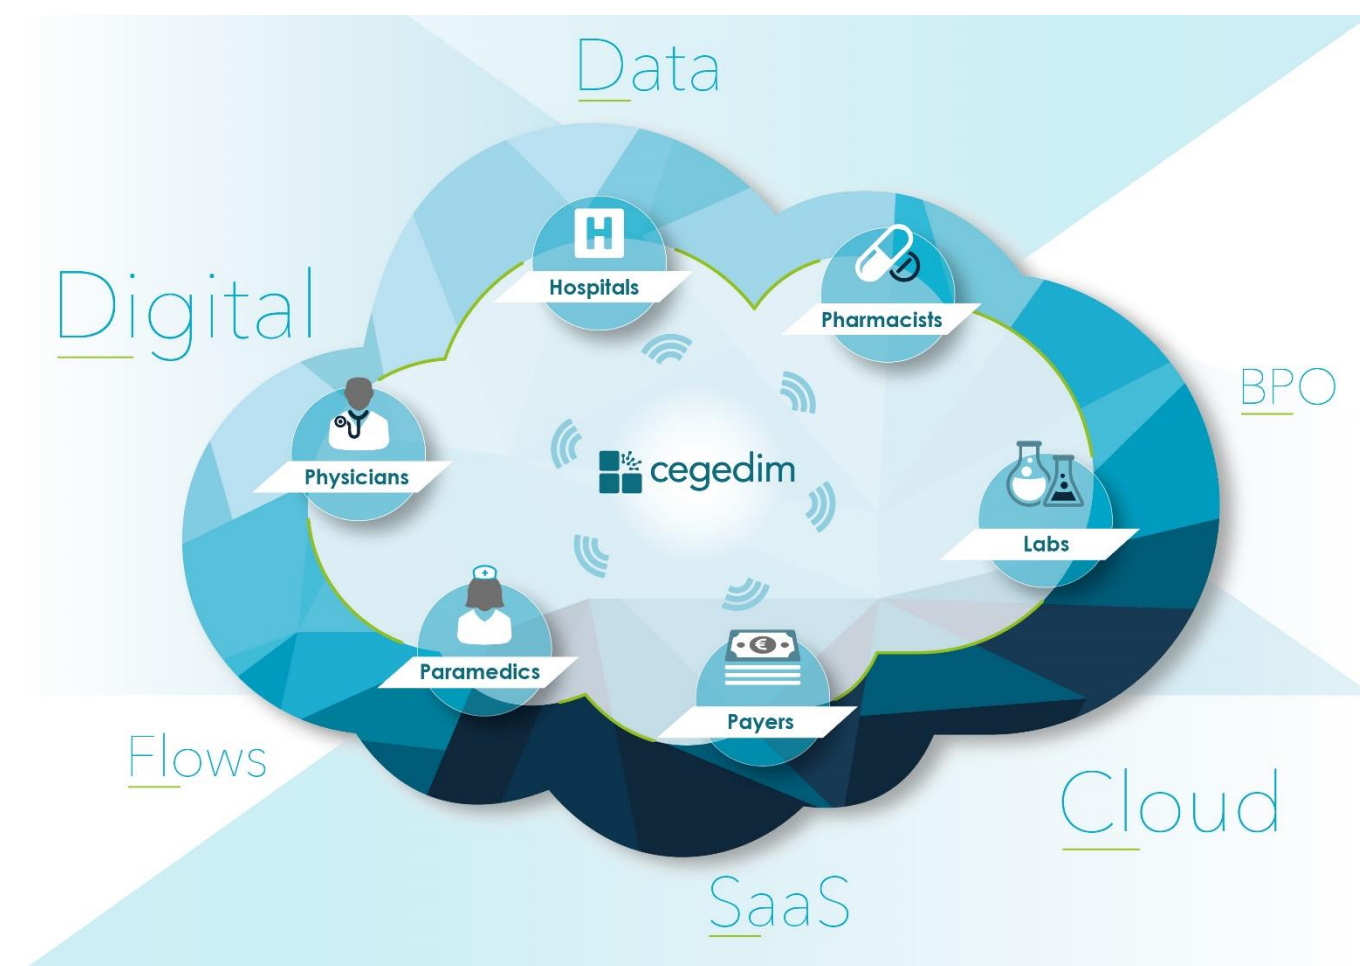 Data
Digital
H
Hospitals
Pharmacists
BPO
Physicians
cegedim
Labs
Paramedics
€
Payers
Flows
Cloud
SaaS